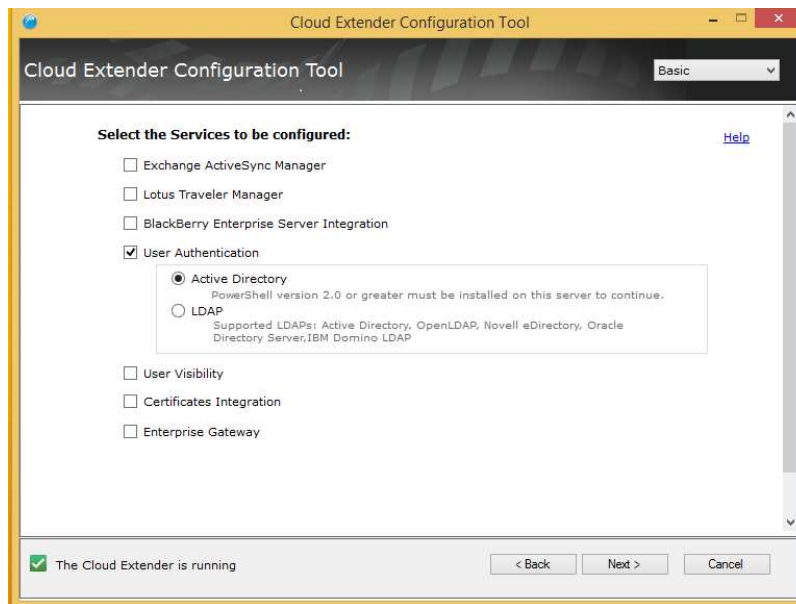 Cloud Extender Configuration Tool
Cloud Extender Configuration Tool
Basic
Select the Services to be configured:
Help
Exchange ActiveSync Manager
Lotus Traveler Manager
BlackBerry Enterprise Server Integration
User Authentication
Active Directory
PowerShell version 2.0 or greater must be installed on this server to continue.
LDAP
Supported LDAPs: Active Directory, OpenLDAP, Novell eDirectory, Oracle
Directory Server,IBM Domino LDAP
User Visibility
Certificates Integration
Enterprise Gateway
The Cloud Extender is running
< Back
Next >
Cancel